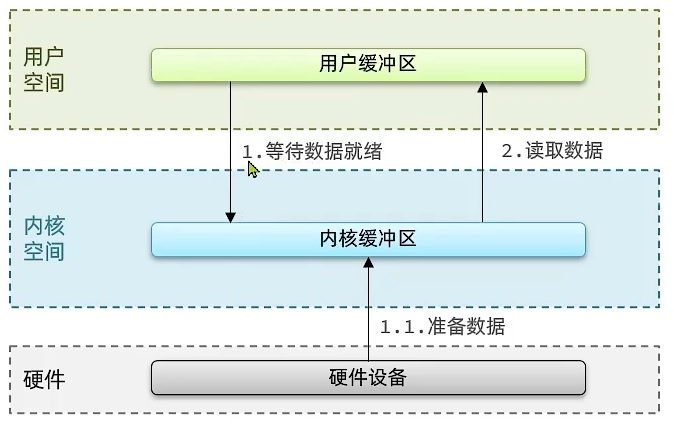 用户
空间
用户缓冲区
1.等待数据就绪
2.读取数据
内核
空间
内核缓冲区
1.1.准备数据
硬件
硬件设备